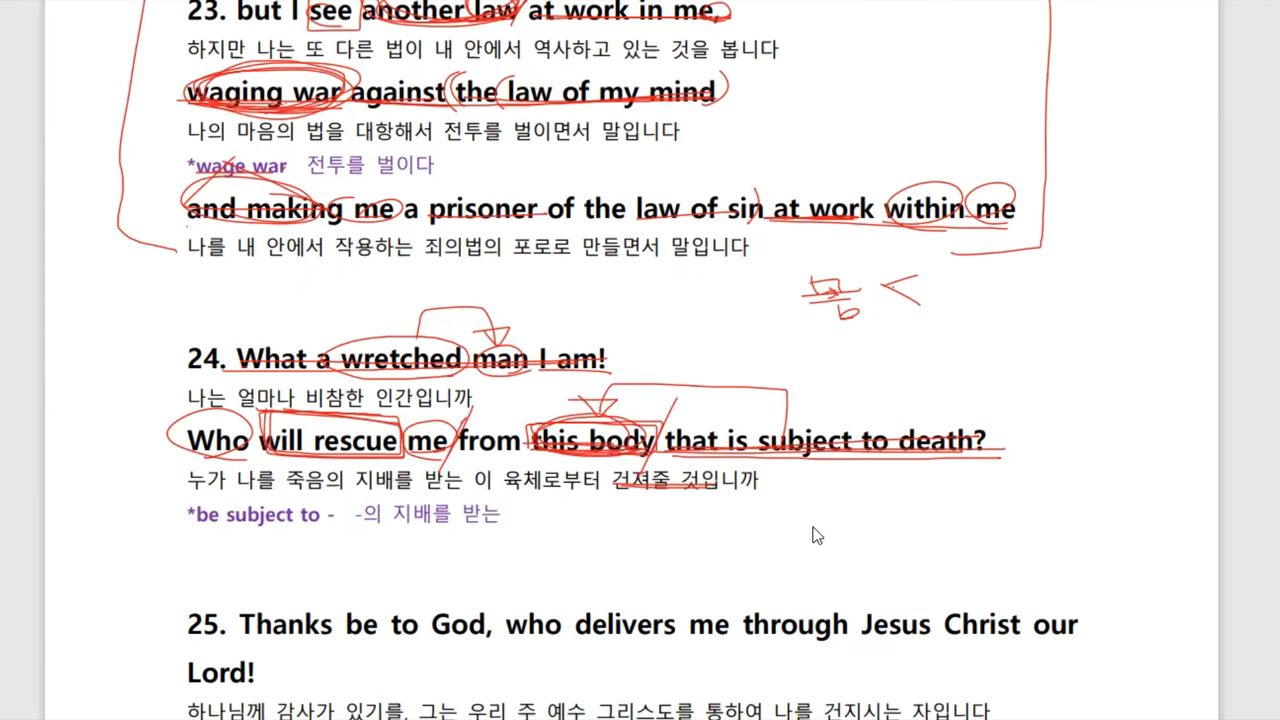 23. but I see another law at work in me,
하지만 나는 또 다른 법이 내 안에서 역사하고 있는 것을 봅니다
waging war against the law of my mind
나의 마음의 법을 대항해서 전투를 벌이면서 말입니다
*wage war 전투를 벌이다
and making me a prisoner of the law of sin at work within me
나를 내 안에서 작용하는 죄의법의 포로로 만들면서 말입니다
24. What a wretched man I am!
나는 얼마나 비참한 인간입니까
Who will rescue me from this body that is subject to death?
누가 나를 죽음의 지배를 받는 이 육체로부터 건져줄 것입니까
*be subject to - -의 지배를 받는
25. Thanks be to God, who delivers me through Jesus Christ our
Lord!
하나님께 감사가 있기를, 그는 우리 주 예수 그리스도를 통하여 나를 건지시는 자입니다